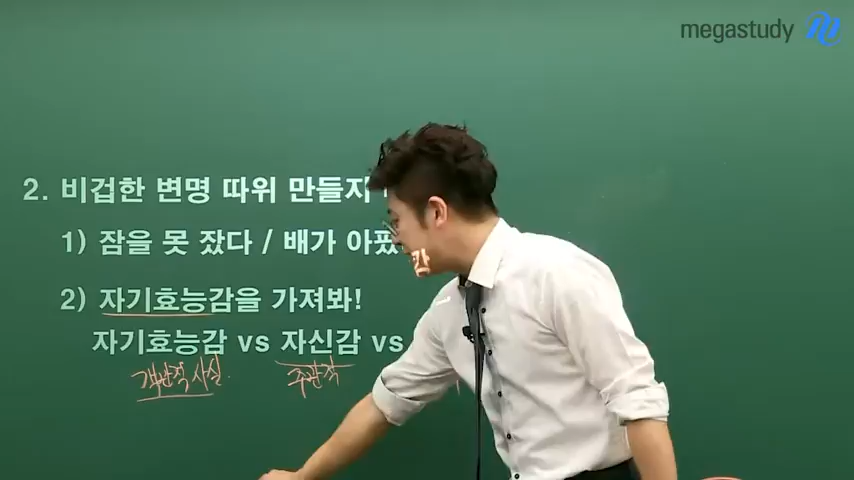 megastudy
2. 비겁한 변명 따위 만들지
1) 잠을 못 잤다 / 배가 아팠
2) 자기효능감을 가져봐!
자기효능감 vs 자신감 vs
객관적 사실. 주관적